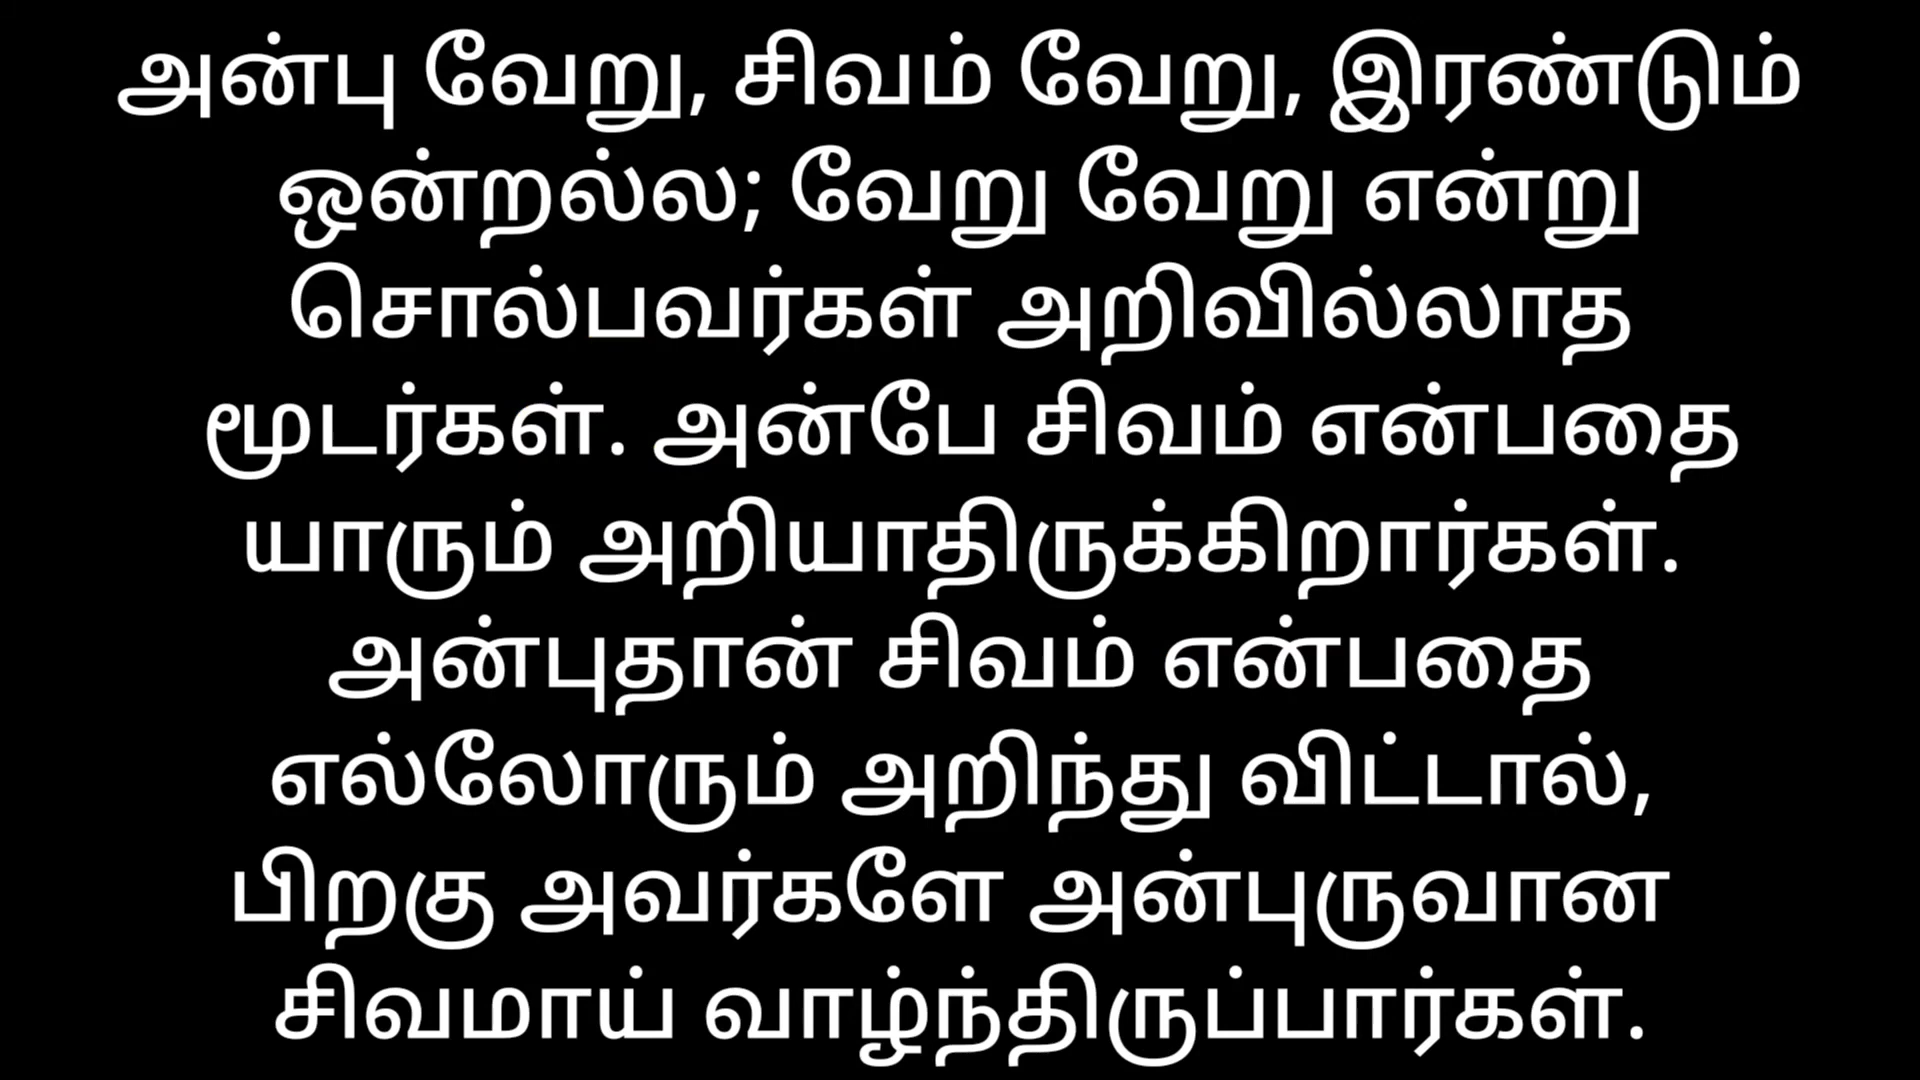 அன்பு வேறு, சிவம் வேறு, இரண்டும்
ஒன்றல்ல; வேறு வேறு என்று
சொல்பவர்கள் அறிவில்லாத
மூடர்கள். அன்பே சிவம் என்பதை
யாரும் அறியாதிருக்கிறார்கள்.
அன்புதான் சிவம் என்பதை
எல்லோரும் அறிந்து விட்டால்,
பிறகு அவர்களே அன்புருவான
சிவமாய் வாழ்ந்திருப்பார்கள்.